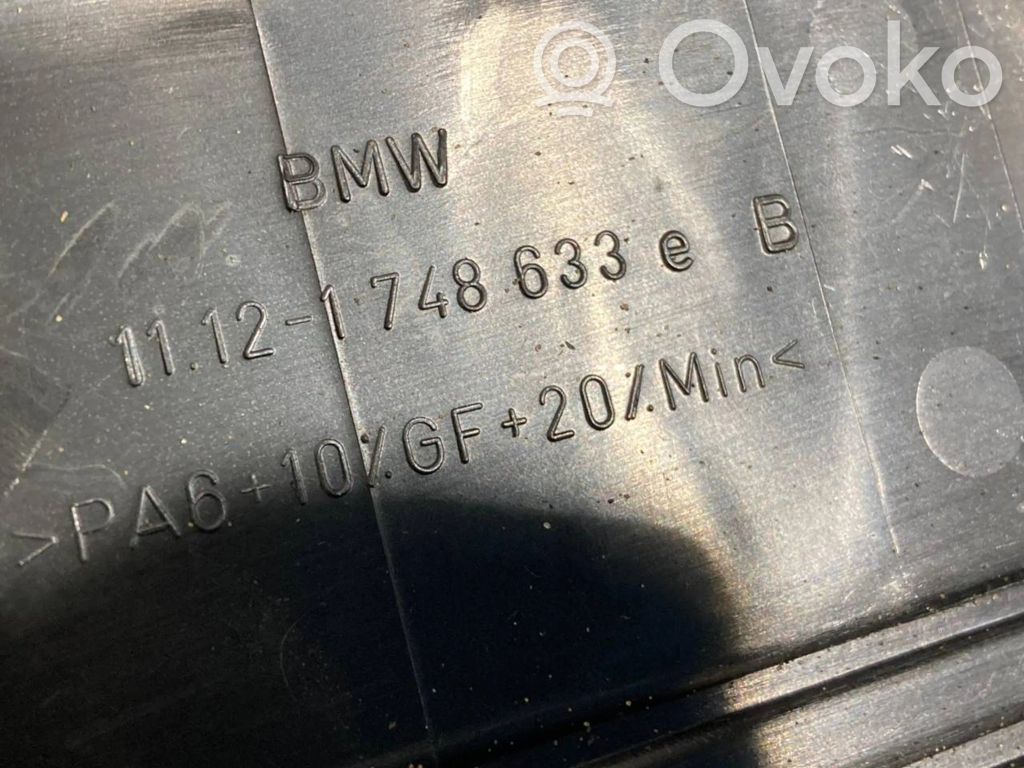 Ovoko
BMW
11.12-1 748 633 e B
>PA6+10%GF+20%Min<